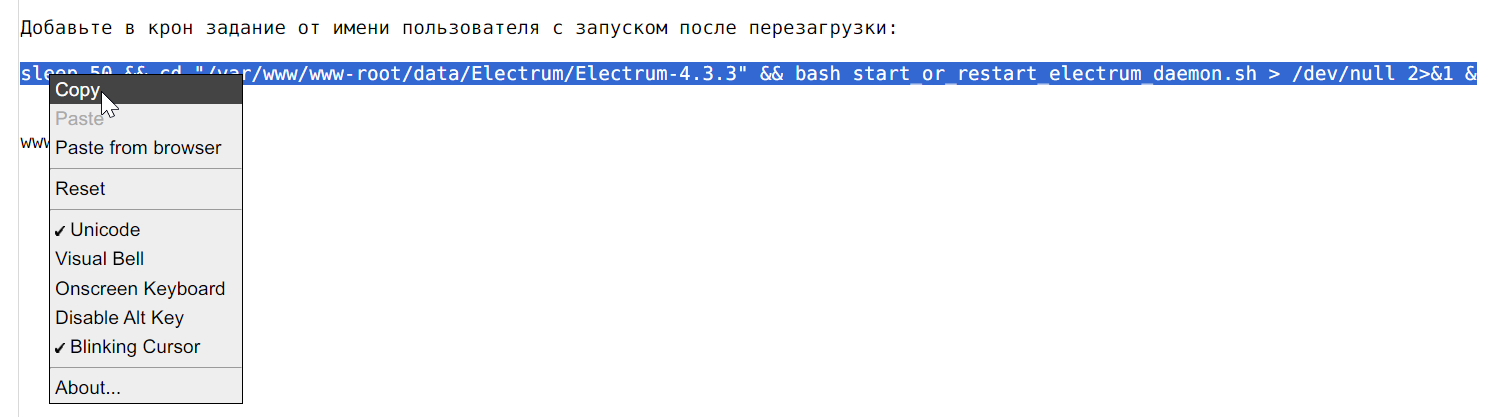 Добавьте в крон задание от имени пользователя с запуском после перезагрузки:
sleep 50 && cd "/var/www/www-root/data/Electrum/Electrum-4.3.3" && bash start_or_restart_electrum_daemon.sh > /dev/null 2>&1 &
Copy
Paste
www
Paste from browser
Reset
✔ Unicode
Visual Bell
Onscreen Keyboard
Disable Alt Key
✔ Blinking Cursor
About...